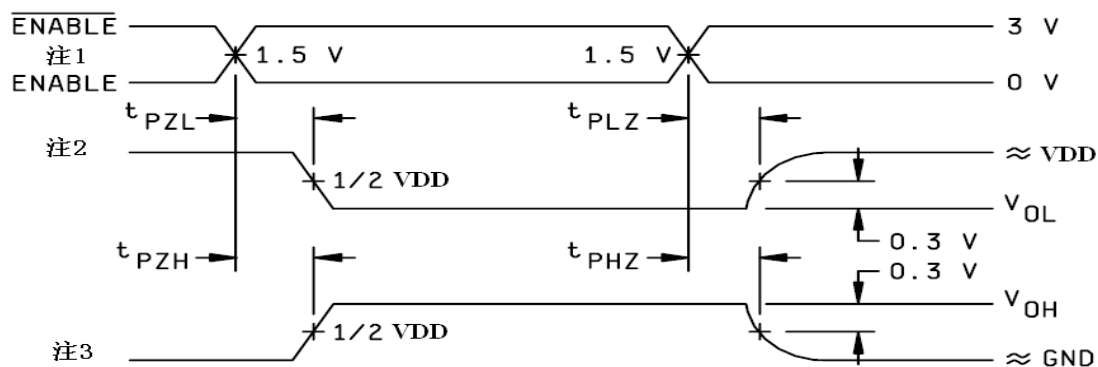 ENABLE 3 V
注1 1.5 V 1.5 V
ENABLE 0 V
tPZL tPLZ
注2 ≈ VDD
1/2 VDD
VOL
0.3 V
tPZH tPHZ
0.3 V
VOH
1/2 VDD
注3 ≈ GND